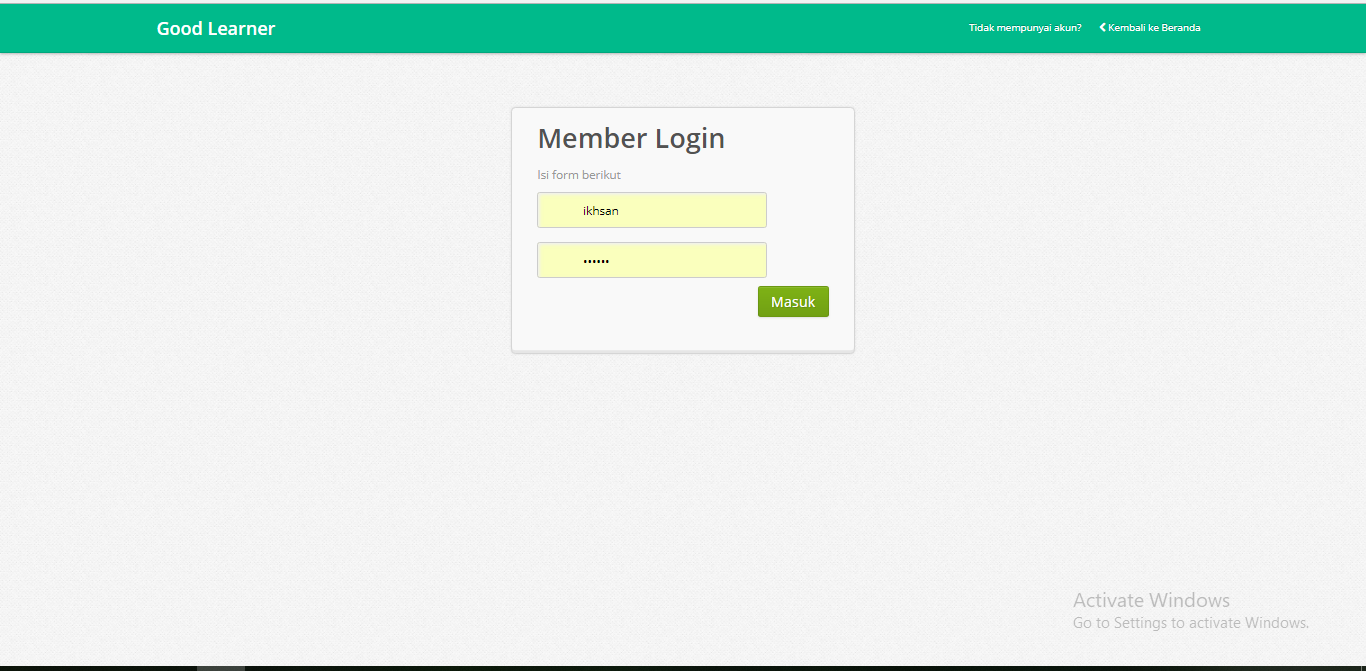 Good Learner
Tidak mempunyai akun?
Kembali ke Beranda
Member Login
Isi form berikut
ikhsan
••••••
Masuk
Activate Windows
Go to Settings to activate Windows.